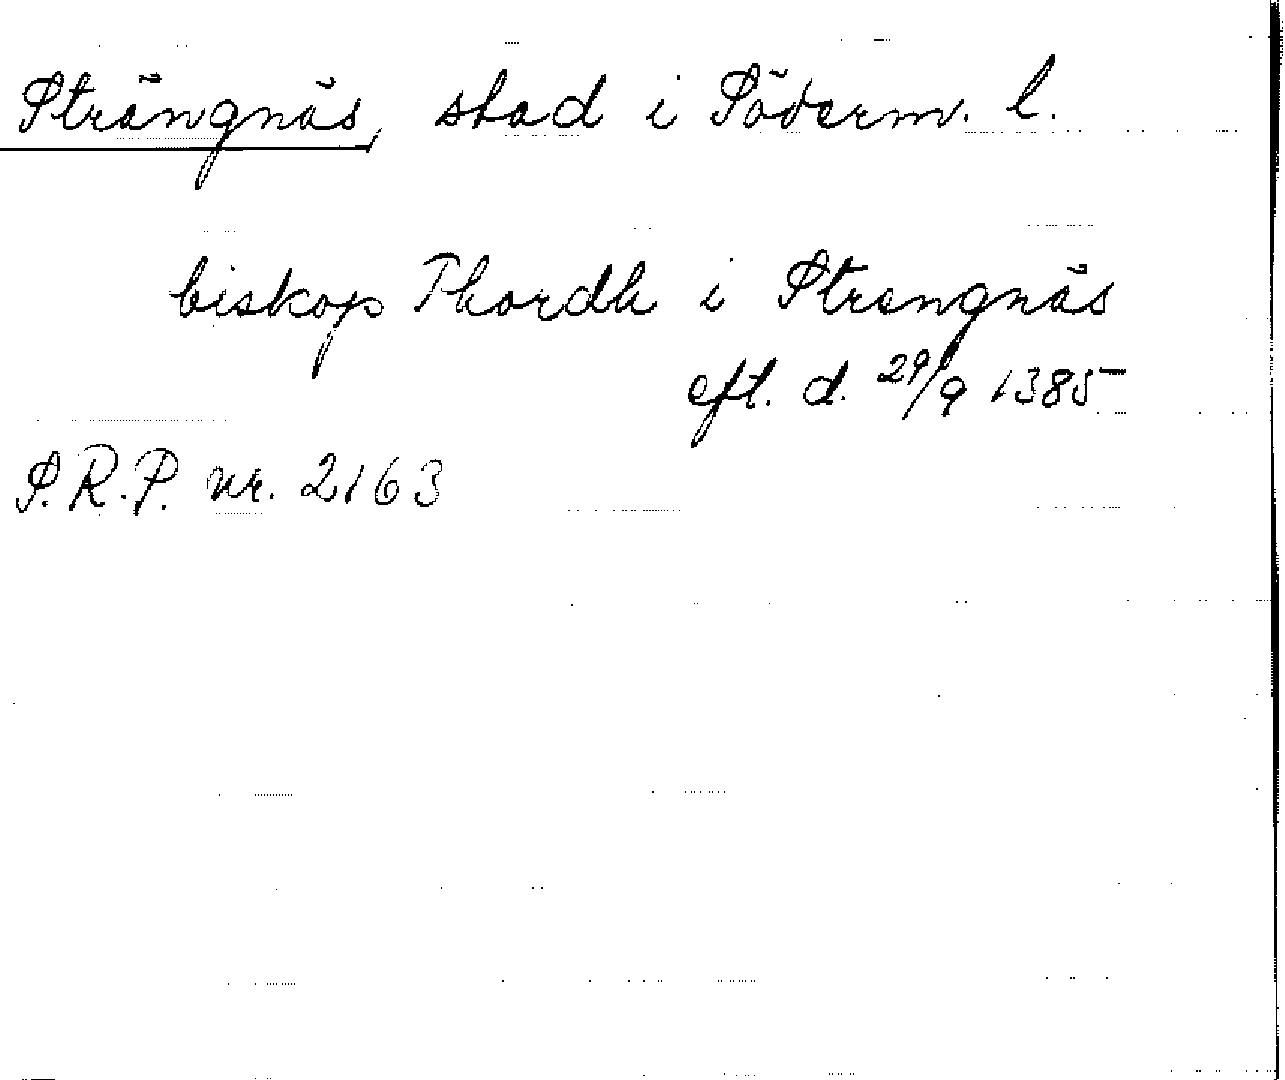 Strängnäs, stad i Söderm. l.
biskop Thordh i Strengnäs
eft. d. 29/9 1385
S.R.P. nr. 2163